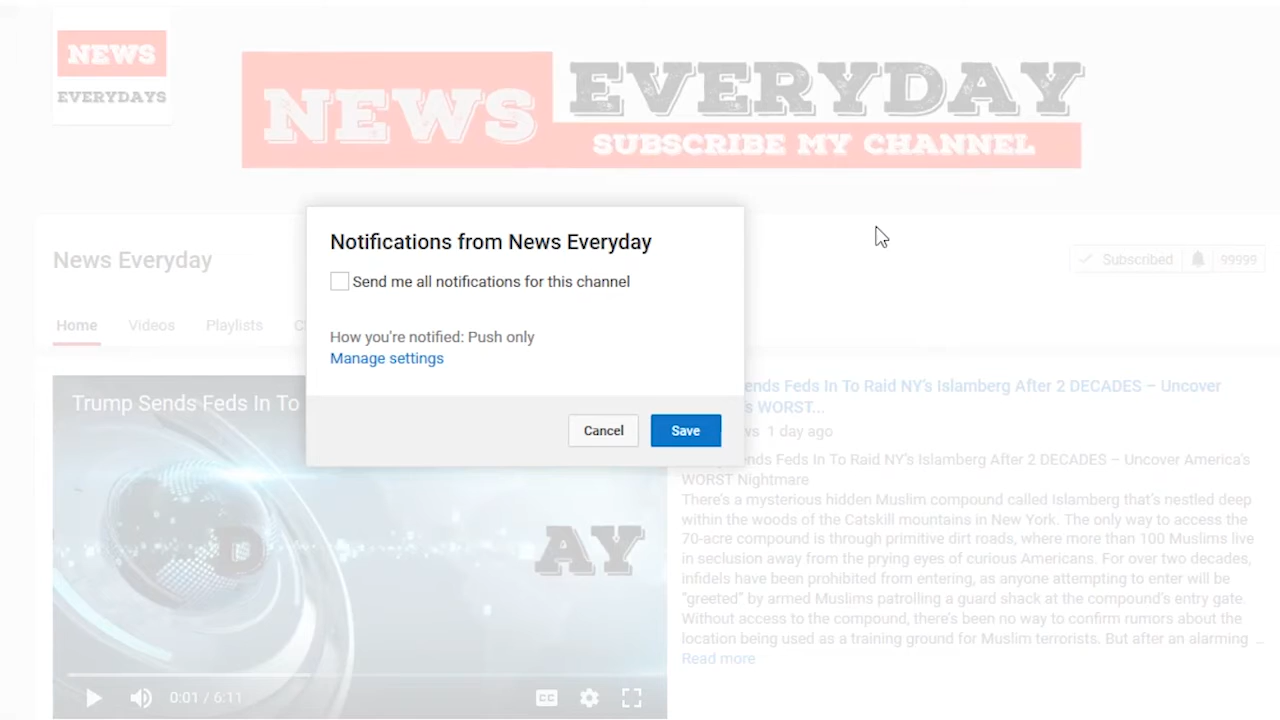 NEWS
EVERYDAYS
NEWS
EVERYDAY
SUBSCRIBE MY CHANNEL
News Everyday
Subscribed 99999
Home Videos Playlists
Notifications from News Everyday
Send me all notifications for this channel
How you're notified: Push only
Manage settings
Cancel Save
Trump Sends Feds In To
AY
0:01 / 6:11
CC
ends Feds In To Raid NY's Islamberg After 2 DECADES – Uncover
's WORST...
1 day ago
ends Feds In To Raid NY's Islamberg After 2 DECADES – Uncover America's
WORST Nightmare
There's a mysterious hidden Muslim compound called Islamberg that's nestled deep
within the woods of the Catskill mountains in New York. The only way to access the
70-acre compound is through primitive dirt roads, where more than 100 Muslims live
in seclusion away from the prying eyes of curious Americans. For over two decades,
infidels have been prohibited from entering, as anyone attempting to enter will be
"greeted" by armed Muslims patrolling a guard shack at the compound's entry gate.
Without access to the compound, there's been no way to confirm rumors about the
location being used as a training ground for Muslim terrorists. But after an alarming ...
Read more